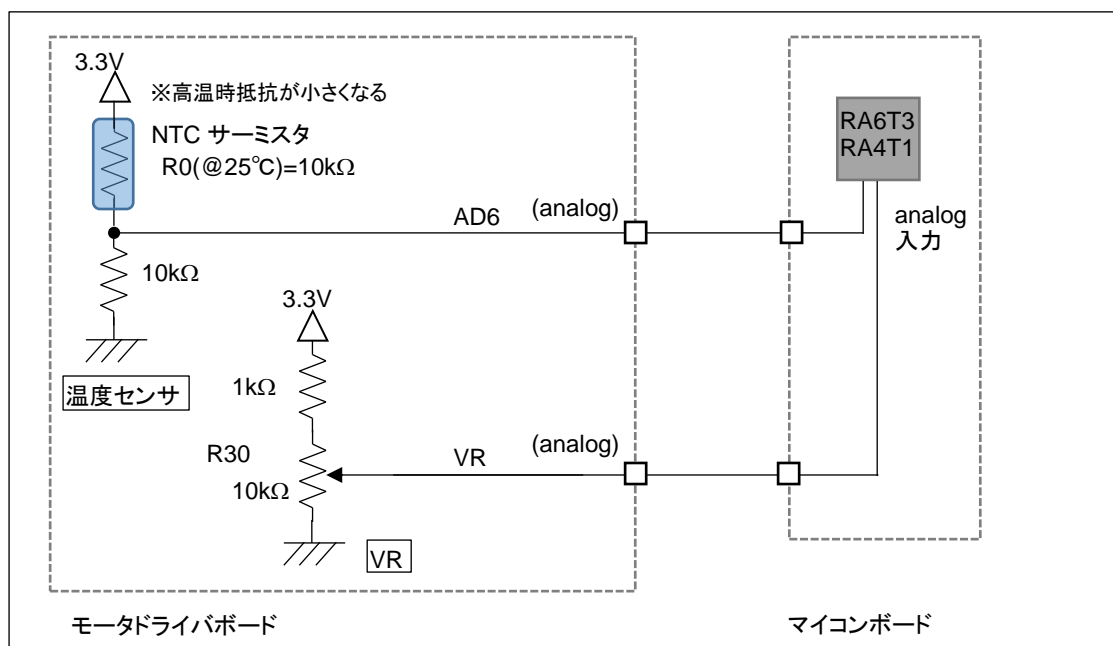 3.3V
※高温時抵抗が小さくなる
NTC サーミスタ
R0(@25℃)=10kΩ
AD6
(analog)
10kΩ
温度センサ
3.3V
1kΩ
R30
10kΩ
VR
(analog)
VR
モータドライバボード
RA6T3
RA4T1
analog
入力
マイコンボード